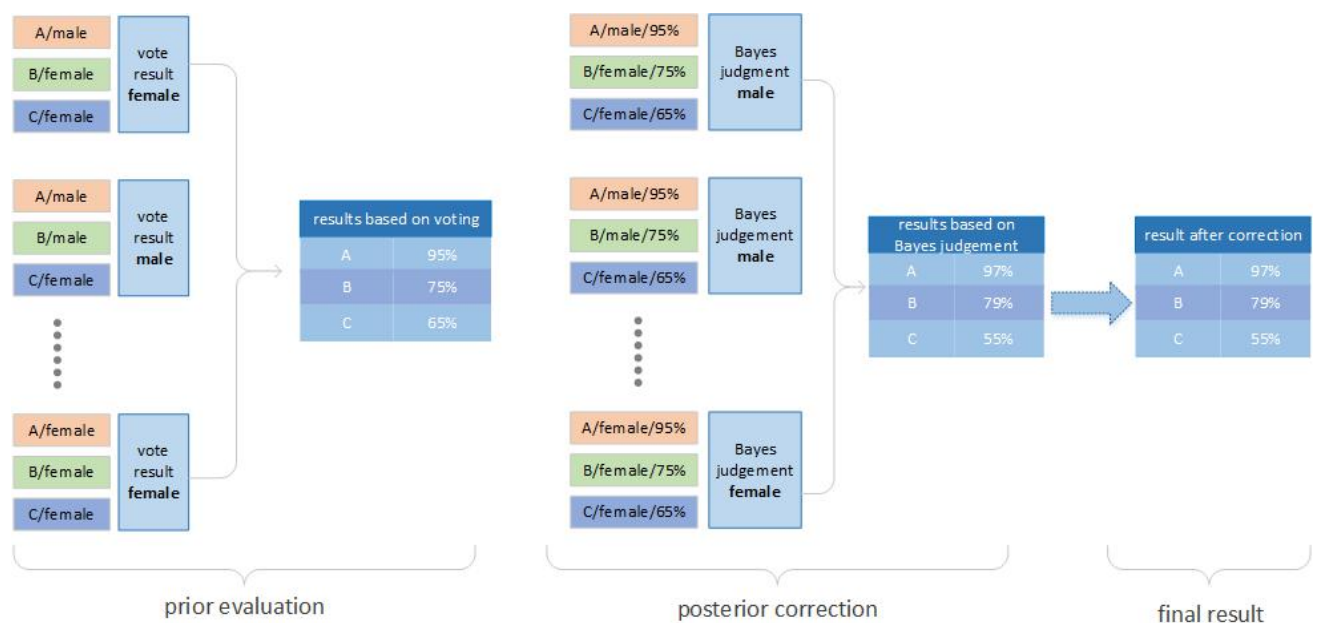 A/male
B/female
C/female
vote
result
female
A/male
B/male
C/female
vote
result
male
A/female
B/female
C/female
vote
result
female
results based on voting
A 95%
B 75%
C 65%
prior evaluation
A/male/95%
B/female/75%
C/female/65%
Bayes
judgment
male
A/male/95%
B/male/75%
C/female/65%
Bayes
judgment
male
A/female/95%
B/female/75%
C/female/65%
Bayes
judgement
female
results based on
Bayes judgement
A 97%
B 79%
C 55%
posterior correction
result after correction
A 97%
B 79%
C 55%
final result